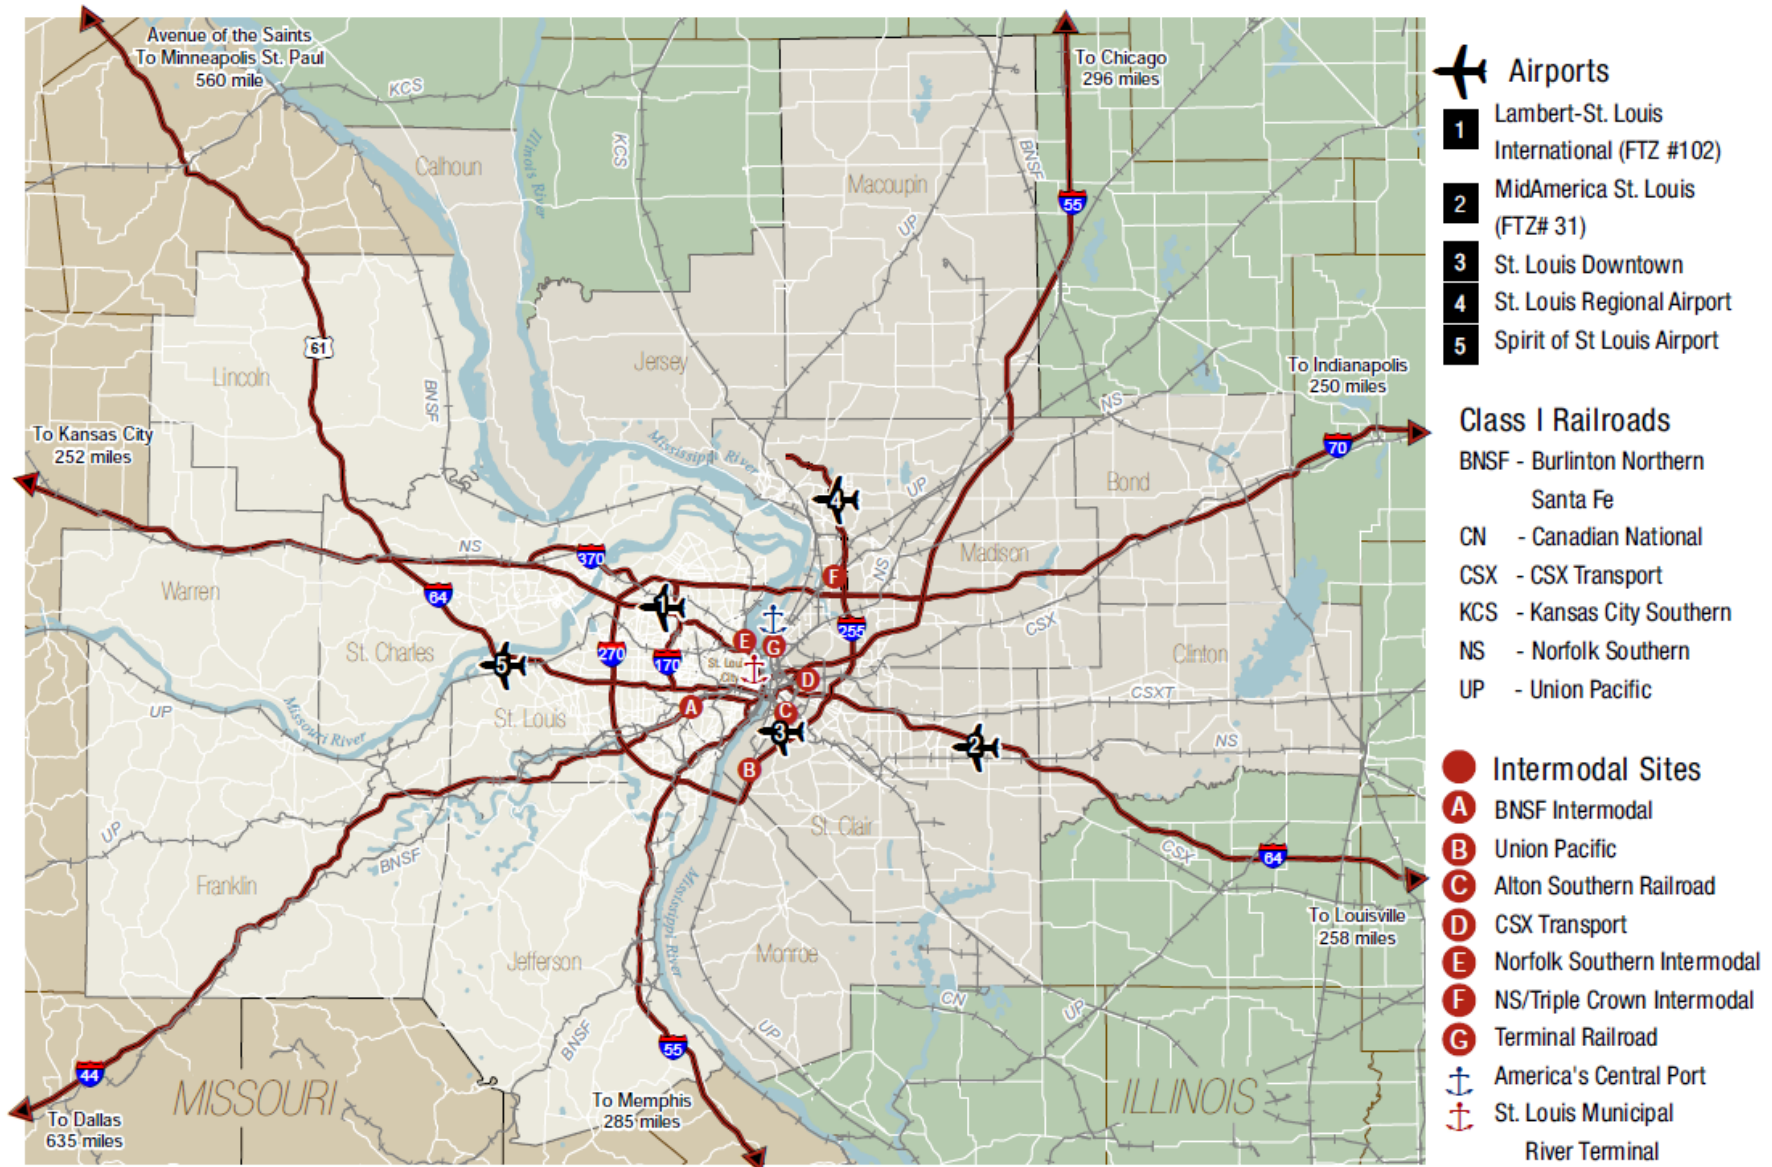 Avenue of the Saints
To Minneapolis St. Paul
560 mile
To Chicago
296 miles
KCS
KCS
Illinois River
Calhoun
Macoupin
BNSF
UP
55
61
Lincoln
BNSF
Jersey
To Indianapolis
250 miles
NS
70
To Kansas City
252 miles
Mississippi River
UP
4
Bond
NS
370
Madison
NS
F
Warren
64
1
255
CSX
E
G
St. Charles
270
170
St. Louis
City
5
D
Clinton
CSXT
UP
Missouri River
St. Louis
A
C
3
2
NS
B
St. Clair
UP
BNSF
CSX
64
Franklin
Mississippi River
To Louisville
258 miles
Jefferson
Monroe
CN
UP
UP
BNSF
55
44
MISSOURI
ILLINOIS
To Memphis
285 miles
To Dallas
635 miles
Airports
1 Lambert-St. Louis
International (FTZ #102)
2 MidAmerica St. Louis
(FTZ# 31)
3 St. Louis Downtown
4 St. Louis Regional Airport
5 Spirit of St Louis Airport
Class I Railroads
BNSF - Burlinton Northern
Santa Fe
CN - Canadian National
CSX - CSX Transport
KCS - Kansas City Southern
NS - Norfolk Southern
UP - Union Pacific
Intermodal Sites
A BNSF Intermodal
B Union Pacific
C Alton Southern Railroad
D CSX Transport
E Norfolk Southern Intermodal
F NS/Triple Crown Intermodal
G Terminal Railroad
America's Central Port
St. Louis Municipal
River Terminal